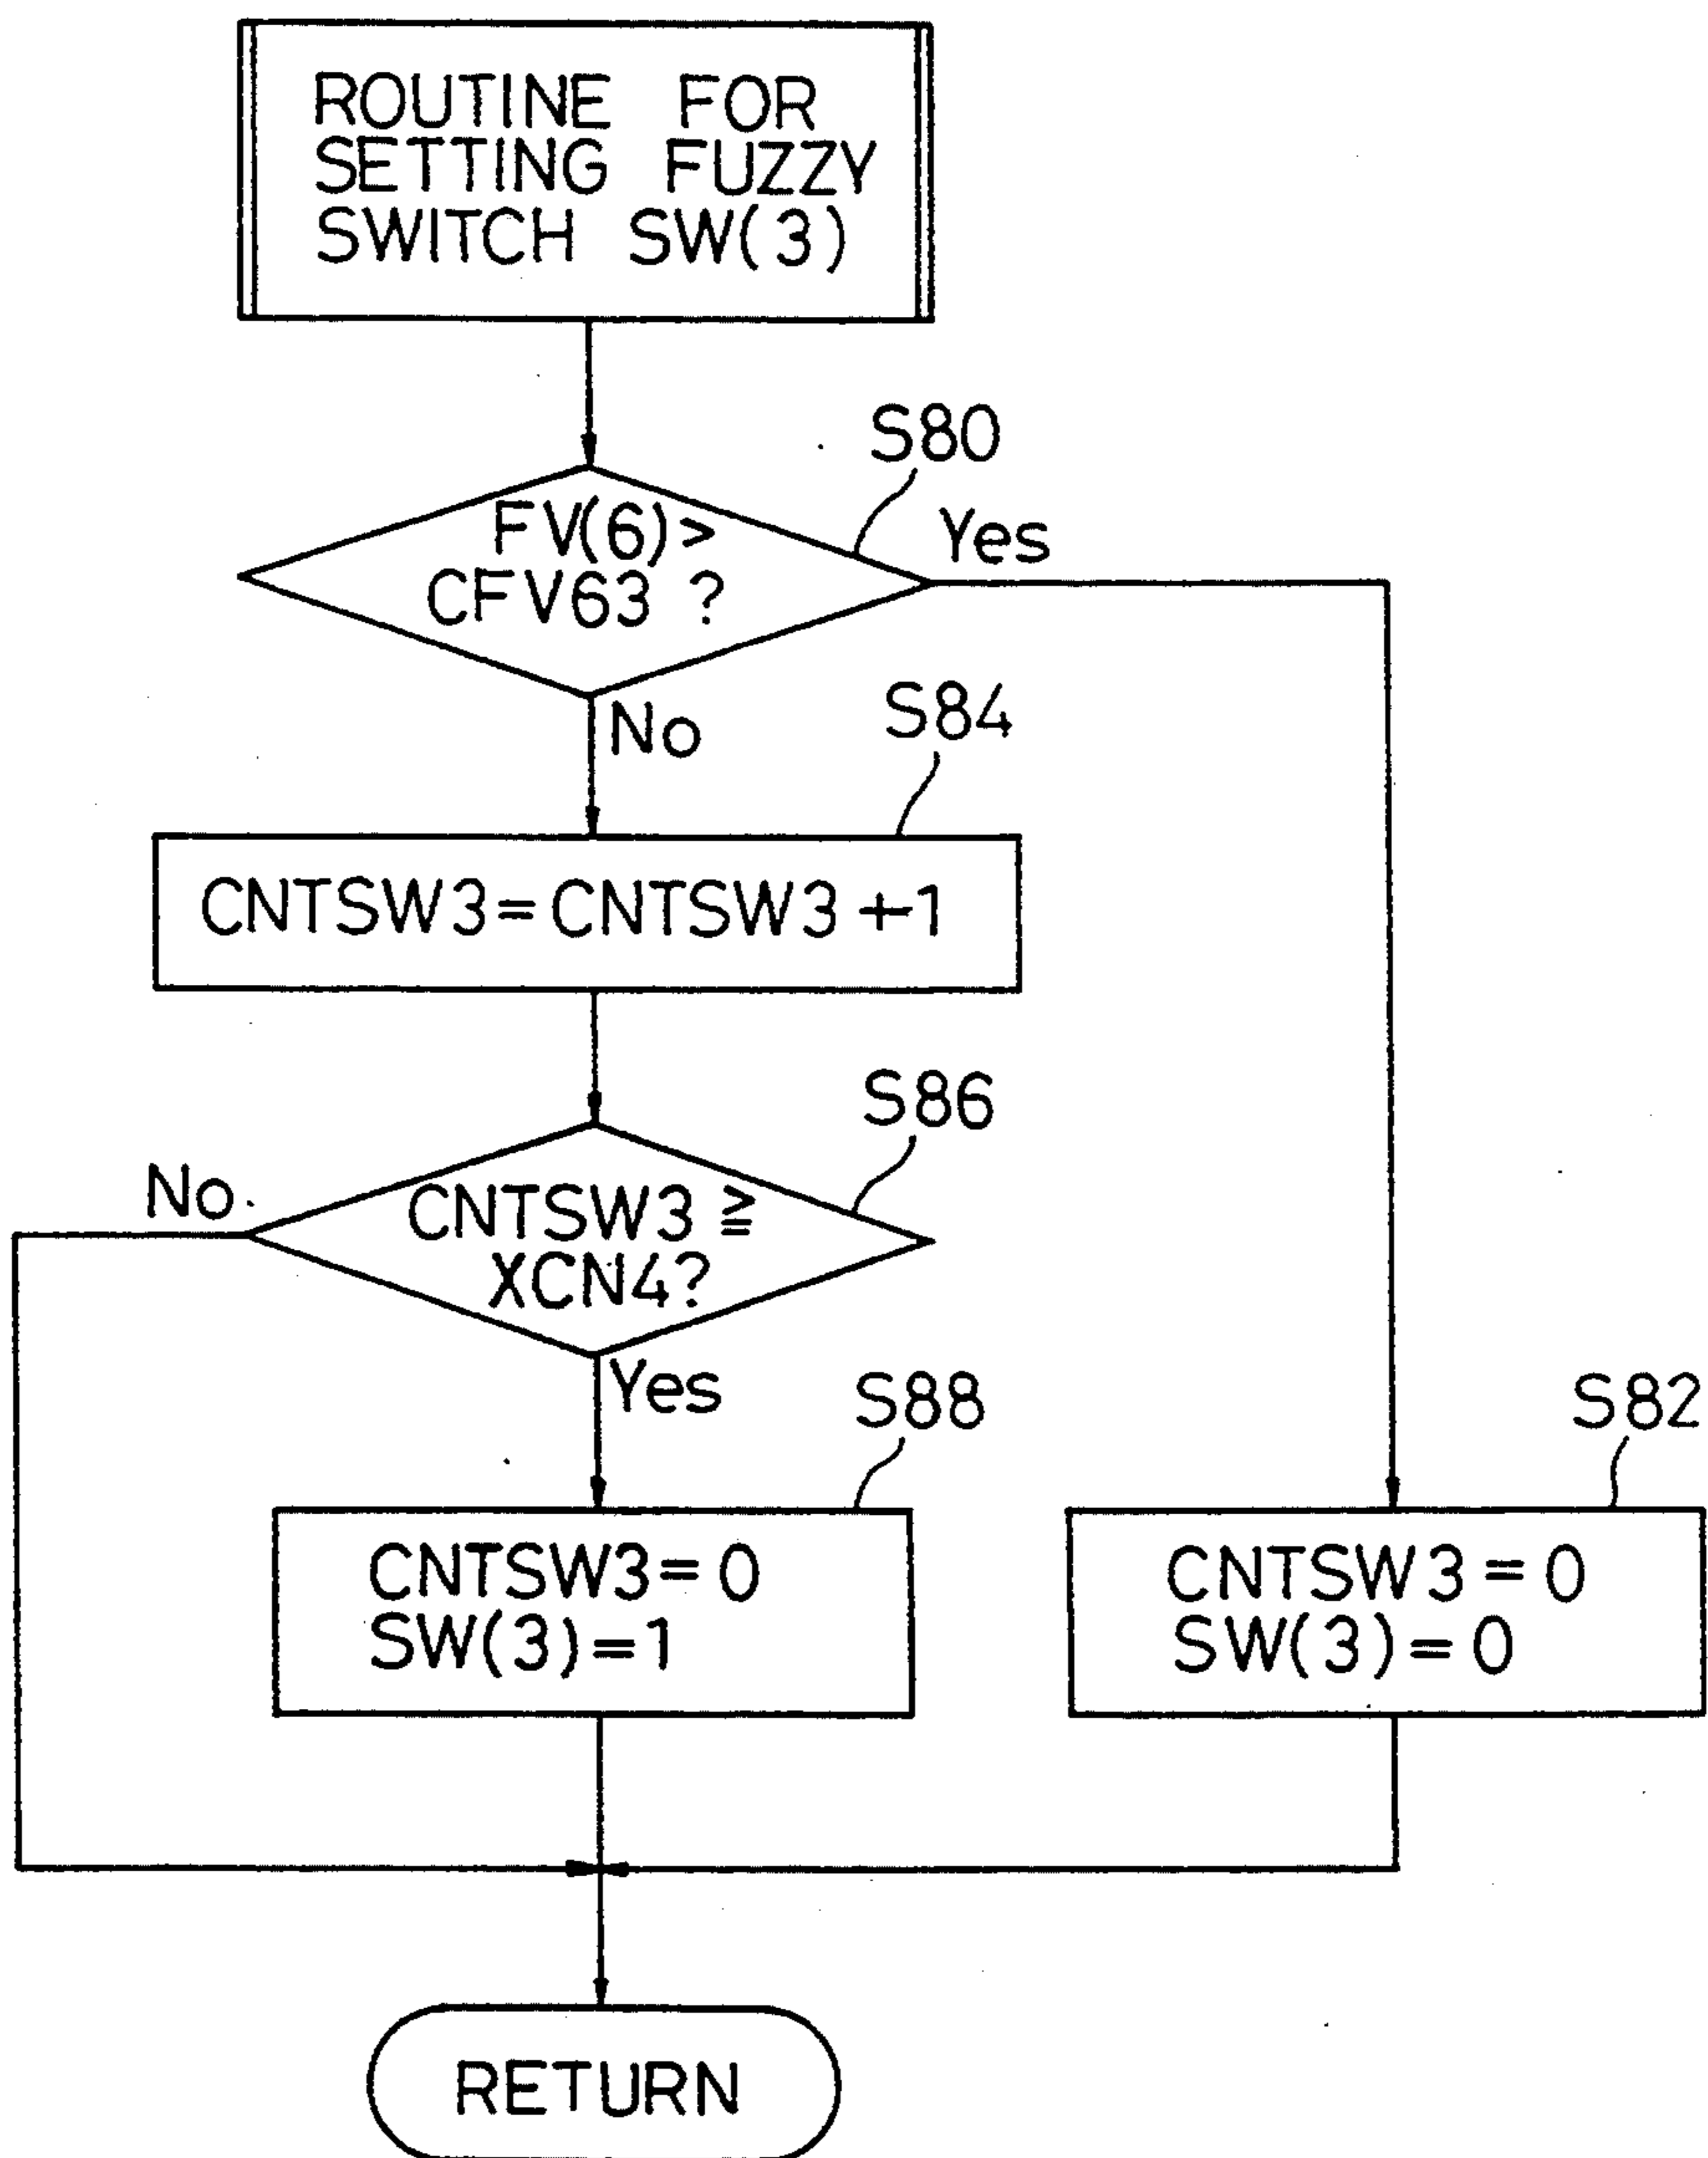 ROUTINE FOR
SETTING FUZZY
SWITCH SW(3)
S80
FV(6)>
CFV63 ?
Yes
No
S84
CNTSW3=CNTSW3+1
S86
No
CNTSW3 ≧
XCN4?
Yes
S88
S82
CNTSW3=0
SW(3)=1
CNTSW3=0
SW(3)=0
RETURN